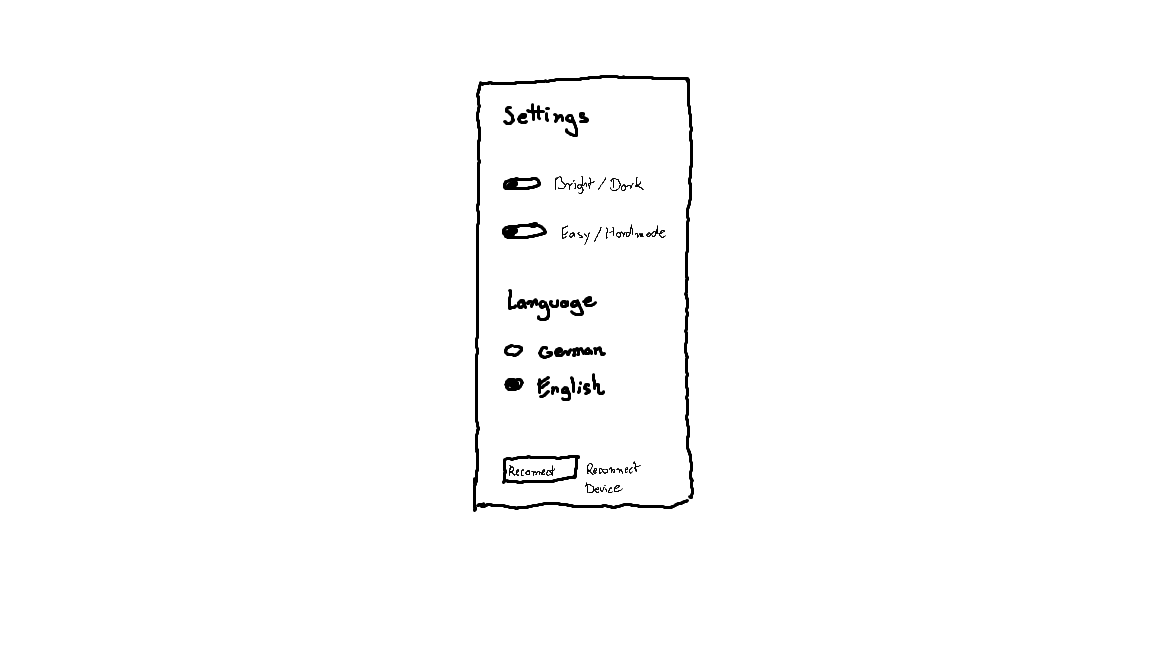 Settings
Bright / Dark
Easy / Hardmode
Language
German
English
Reconnect
Reconnect
Device